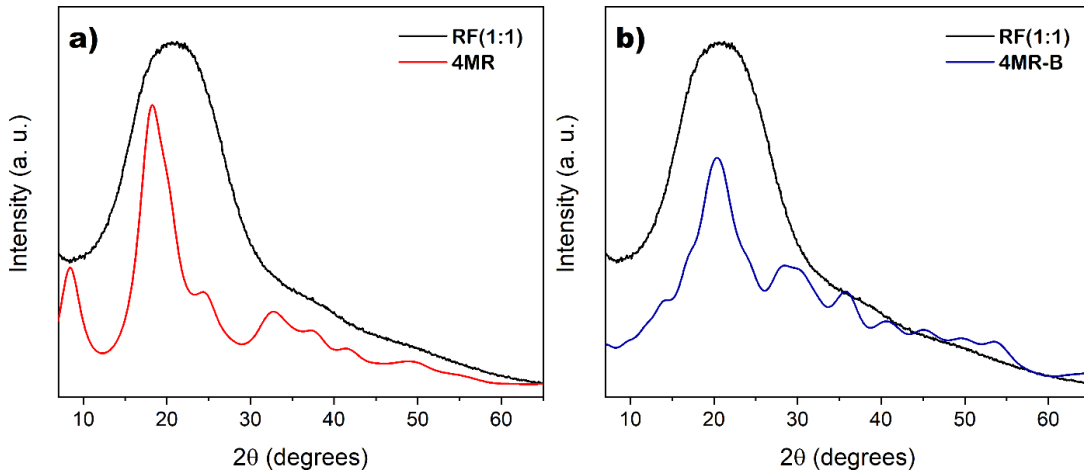 a)
RF(1:1)
4MR
Intensity (a. u.)
10 20 30 40 50 60
2θ (degrees)
b)
RF(1:1)
4MR-B
Intensity (a. u.)
10 20 30 40 50 60
2θ (degrees)